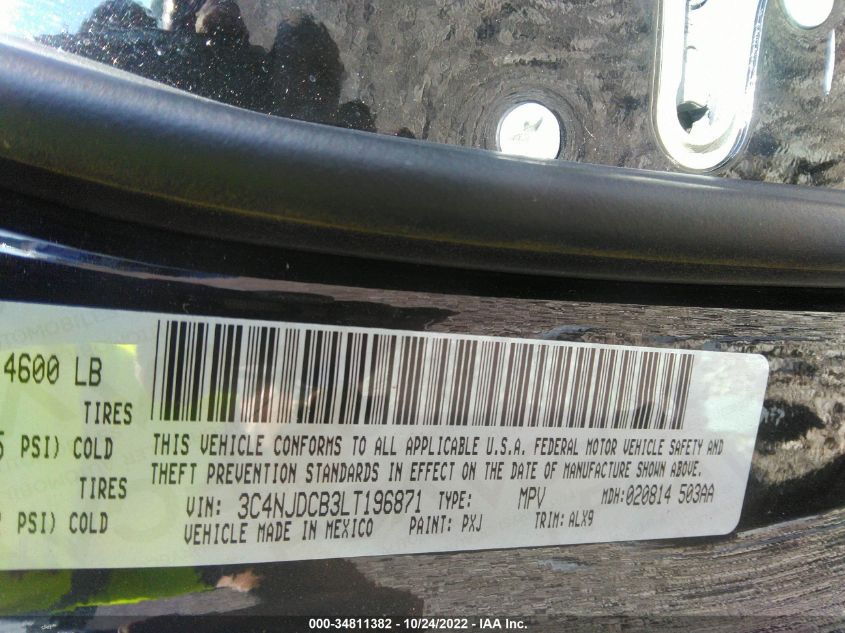 4600 LB
TIRES
PSI) COLD
TIRES
PSI) COLD
THIS VEHICLE CONFORMS TO ALL APPLICABLE U.S.A. FEDERAL MOTOR VEHICLE SAFETY AND
THEFT PREVENTION STANDARDS IN EFFECT ON THE DATE OF MANUFACTURE SHOWN ABOVE.
VIN: 3C4NJDCB3LT196871 TYPE: MPV MDH:020814 503AA
VEHICLE MADE IN MEXICO PAINT: PXJ TRIM: ALX9
000-34811382 - 10/24/2022 - IAA Inc.